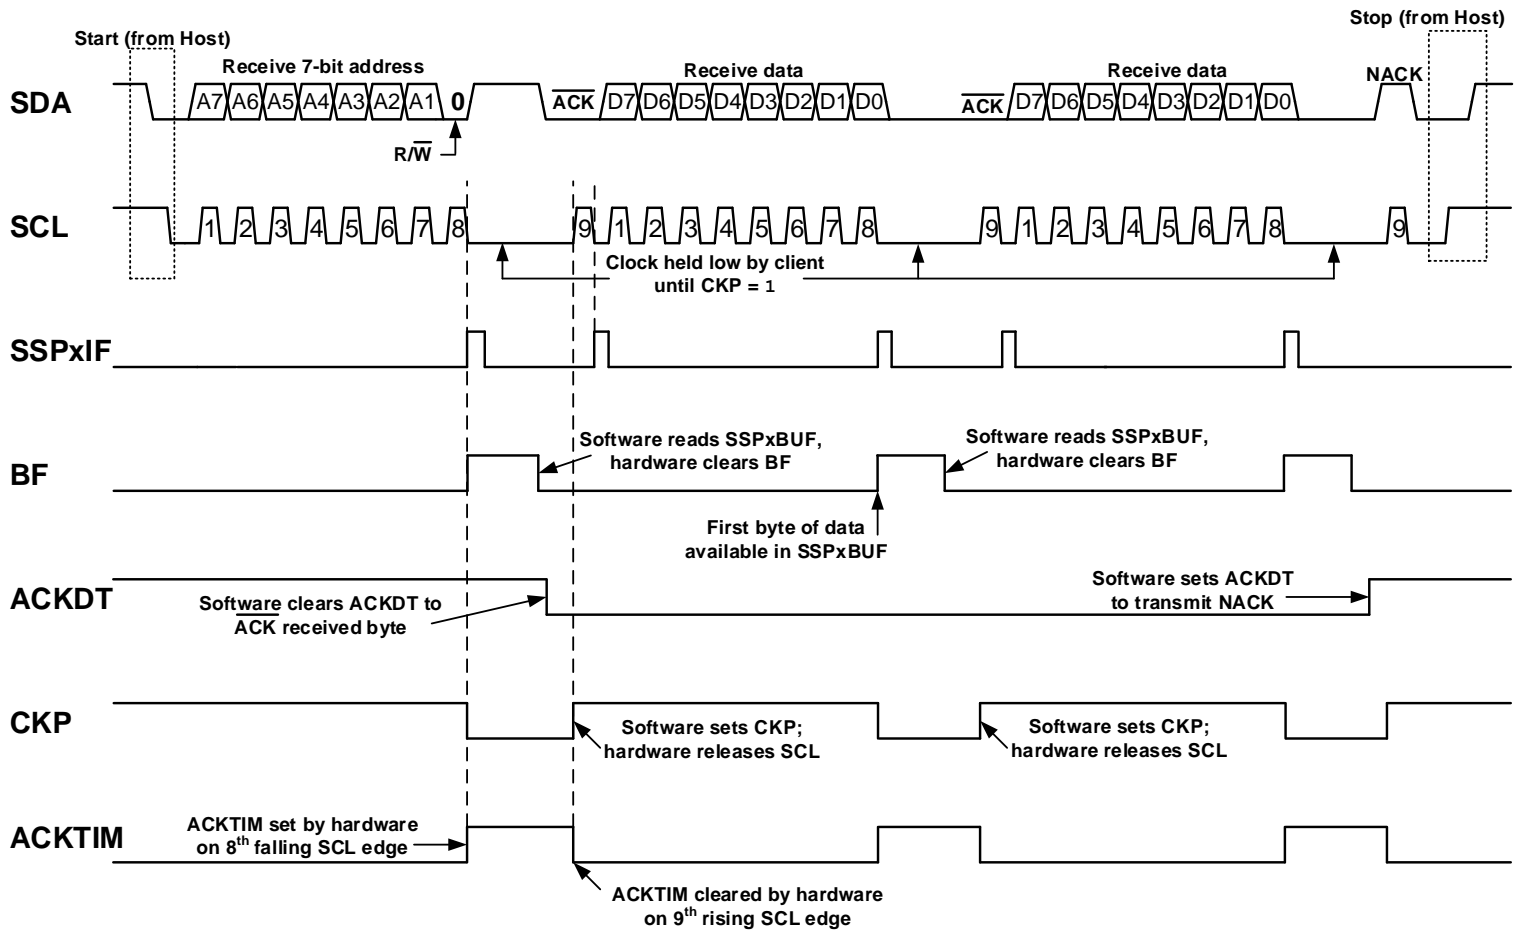 Stop (from Host)
Start (from Host)
Receive 7-bit address
Receive data
Receive data
NACK
SDA
A7 A6 A5 A4 A3 A2 A1 0 ACK D7 D6 D5 D4 D3 D2 D1 D0 ACK D7 D6 D5 D4 D3 D2 D1 D0
R/W
SCL
1 2 3 4 5 6 7 8 9 1 2 3 4 5 6 7 8 9 1 2 3 4 5 6 7 8 9
Clock held low by client
until CKP = 1
SSPxIF
BF
Software reads SSPxBUF,
hardware clears BF
Software reads SSPxBUF,
hardware clears BF
First byte of data
available in SSPxBUF
ACKDT
Software clears ACKDT to
ACK received byte
Software sets ACKDT
to transmit NACK
CKP
Software sets CKP;
hardware releases SCL
Software sets CKP;
hardware releases SCL
ACKTIM
ACKTIM set by hardware
on 8th falling SCL edge
ACKTIM cleared by hardware
on 9th rising SCL edge